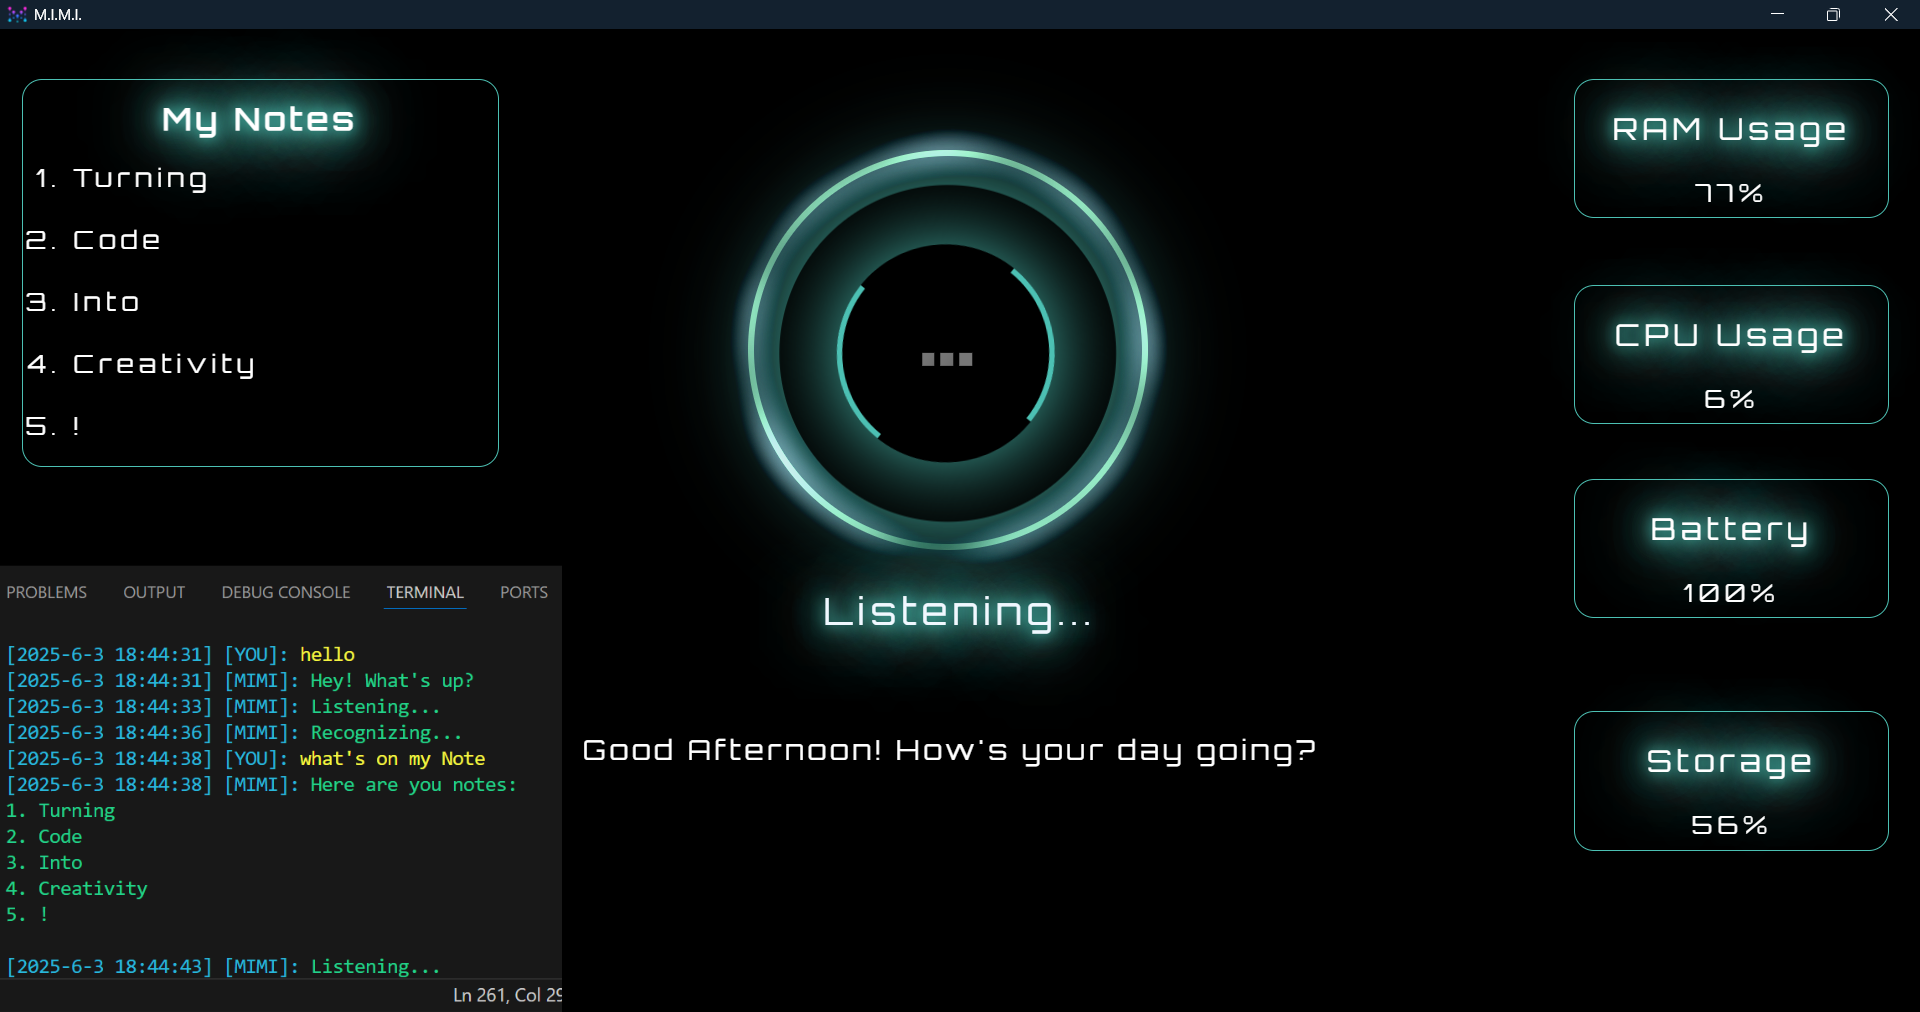 M.I.M.I.
My Notes
1. Turning
2. Code
3. Into
4. Creativity
5. !
Listening...
Good Afternoon! How's your day going?
RAM Usage
77%
CPU Usage
6%
Battery
100%
Storage
56%
PROBLEMS OUTPUT DEBUG CONSOLE TERMINAL PORTS
[2025-6-3 18:44:31] [YOU]: hello
[2025-6-3 18:44:31] [MIMI]: Hey! What's up?
[2025-6-3 18:44:33] [MIMI]: Listening...
[2025-6-3 18:44:36] [MIMI]: Recognizing...
[2025-6-3 18:44:38] [YOU]: what's on my Note
[2025-6-3 18:44:38] [MIMI]: Here are you notes:
1. Turning
2. Code
3. Into
4. Creativity
5. !
[2025-6-3 18:44:43] [MIMI]: Listening...
Ln 261, Col 29